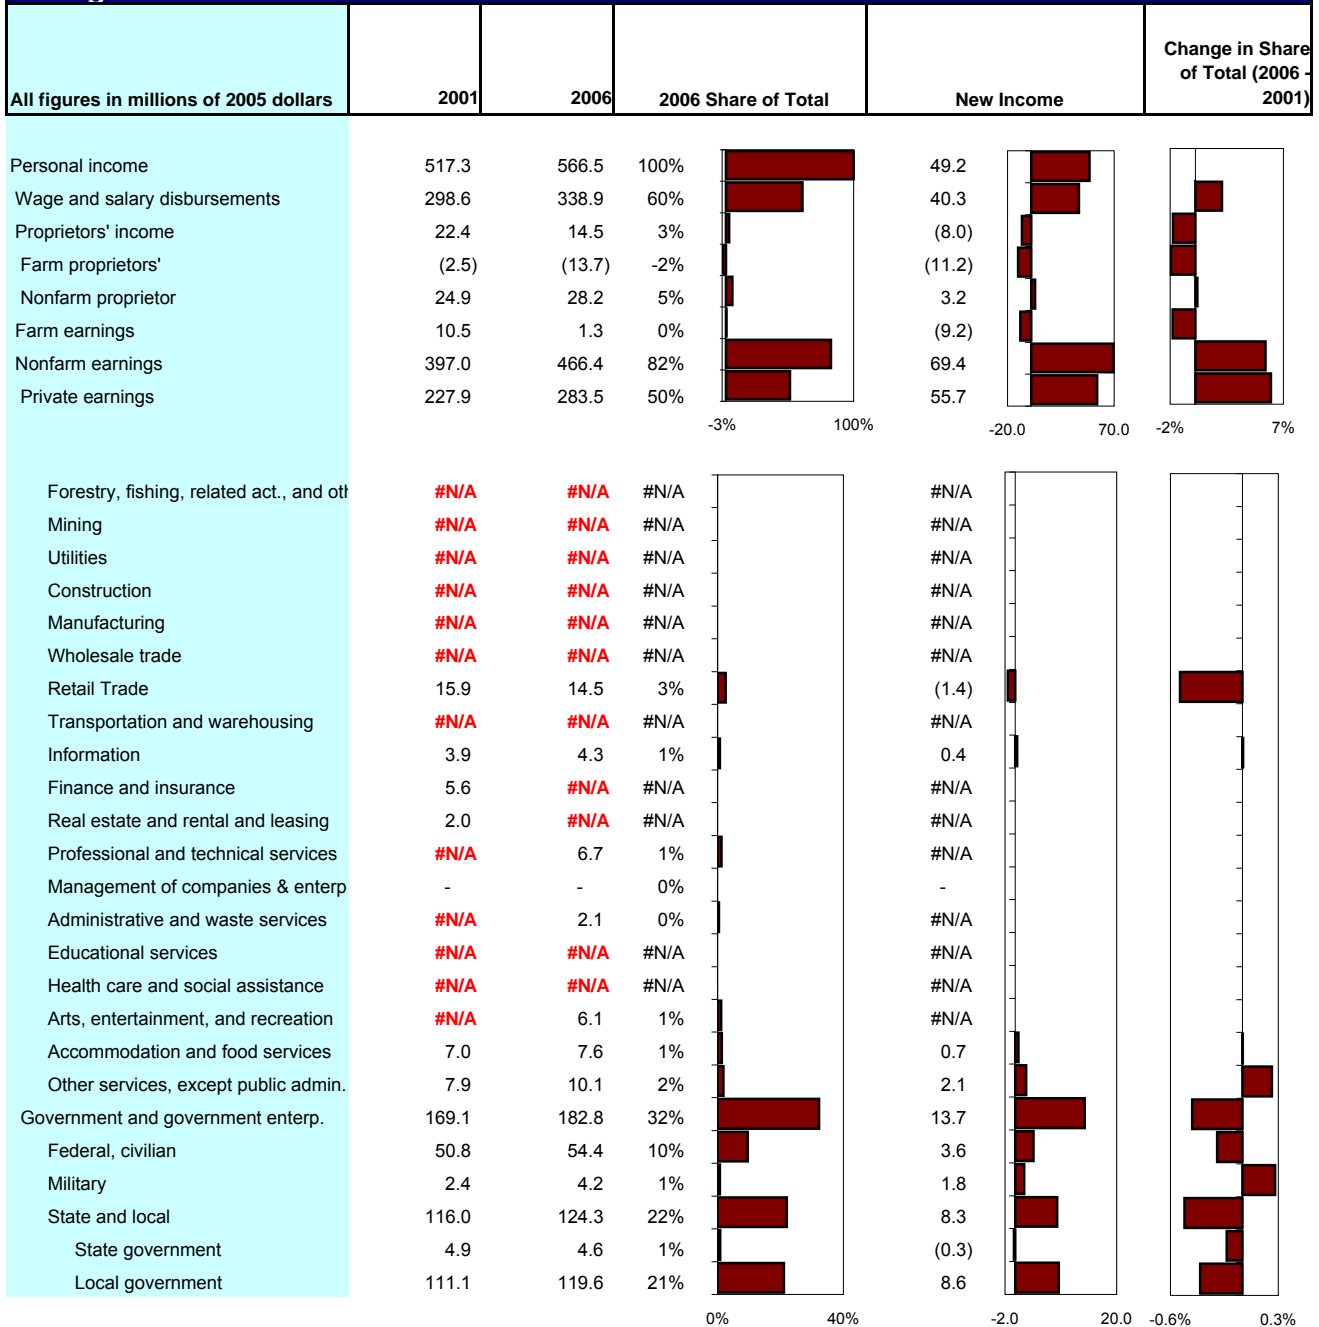 All figures in millions of 2005 dollars 2001 2006 2006 Share of Total New Income Change in Share of Total (2006 - 2001)
Personal income 517.3 566.5 100% 49.2
Wage and salary disbursements 298.6 338.9 60% 40.3
Proprietors' income 22.4 14.5 3% (8.0)
Farm proprietors' (2.5) (13.7) -2% (11.2)
Nonfarm proprietor 24.9 28.2 5% 3.2
Farm earnings 10.5 1.3 0% (9.2)
Nonfarm earnings 397.0 466.4 82% 69.4
Private earnings 227.9 283.5 50% 55.7
-3% 100% -20.0 70.0 -2% 7%
Forestry, fishing, related act., and oth #N/A #N/A #N/A #N/A
Mining #N/A #N/A #N/A #N/A
Utilities #N/A #N/A #N/A #N/A
Construction #N/A #N/A #N/A #N/A
Manufacturing #N/A #N/A #N/A #N/A
Wholesale trade #N/A #N/A #N/A #N/A
Retail Trade 15.9 14.5 3% (1.4)
Transportation and warehousing #N/A #N/A #N/A #N/A
Information 3.9 4.3 1% 0.4
Finance and insurance 5.6 #N/A #N/A #N/A
Real estate and rental and leasing 2.0 #N/A #N/A #N/A
Professional and technical services #N/A 6.7 1% #N/A
Management of companies & enterp - - 0% -
Administrative and waste services #N/A 2.1 0% #N/A
Educational services #N/A #N/A #N/A #N/A
Health care and social assistance #N/A #N/A #N/A #N/A
Arts, entertainment, and recreation #N/A 6.1 1% #N/A
Accommodation and food services 7.0 7.6 1% 0.7
Other services, except public admin. 7.9 10.1 2% 2.1
Government and government enterp. 169.1 182.8 32% 13.7
Federal, civilian 50.8 54.4 10% 3.6
Military 2.4 4.2 1% 1.8
State and local 116.0 124.3 22% 8.3
State government 4.9 4.6 1% (0.3)
Local government 111.1 119.6 21% 8.6
0% 40% -2.0 20.0 -0.6% 0.3%